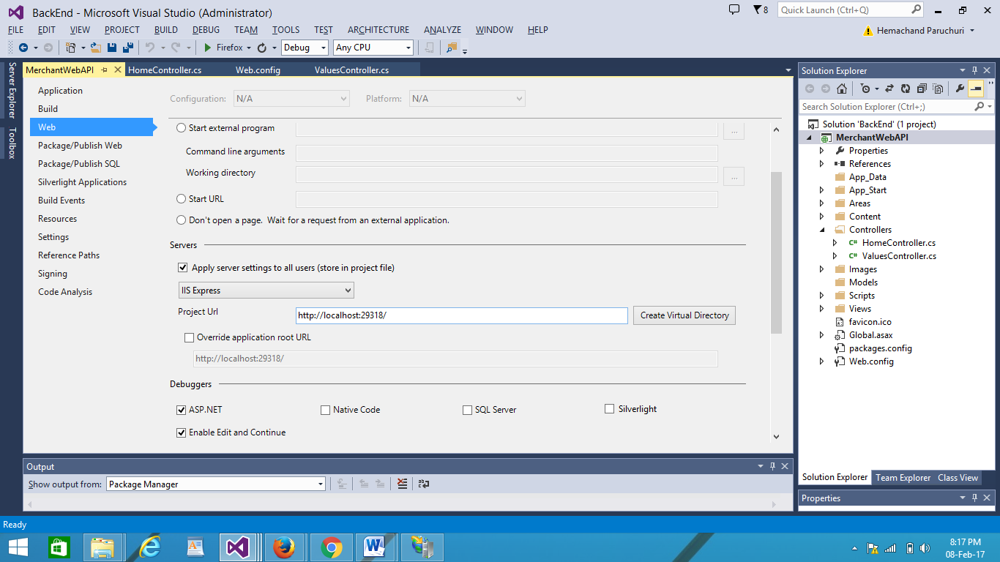 BackEnd - Microsoft Visual Studio (Administrator)
8
Quick Launch (Ctrl+Q)
FILE EDIT VIEW PROJECT BUILD DEBUG TEAM TOOLS TEST ARCHITECTURE ANALYZE WINDOW HELP
Hemachand Paruchuri
Firefox Debug Any CPU
Server Explorer
Toolbox
MerchantWebAPI HomeController.cs Web.config ValuesController.cs
Application
Build
Web
Package/Publish Web
Package/Publish SQL
Silverlight Applications
Build Events
Resources
Settings
Reference Paths
Signing
Code Analysis
Configuration: N/A Platform: N/A
Start external program ...
Command line arguments
Working directory ...
Start URL
Don't open a page. Wait for a request from an external application.
Servers
Apply server settings to all users (store in project file)
IIS Express
Project Url http://localhost:29318/ Create Virtual Directory
Override application root URL
http://localhost:29318/
Debuggers
ASP.NET Native Code SQL Server Silverlight
Enable Edit and Continue
Solution Explorer
Search Solution Explorer (Ctrl+;)
Solution 'BackEnd' (1 project)
MerchantWebAPI
Properties
References
App_Data
App_Start
Areas
Content
Controllers
C# HomeController.cs
C# ValuesController.cs
Images
Models
Scripts
Views
favicon.ico
Global.asax
packages.config
Web.config
Solution Explorer Team Explorer Class View
Properties
Output
Show output from: Package Manager
Ready
8:17 PM
08-Feb-17